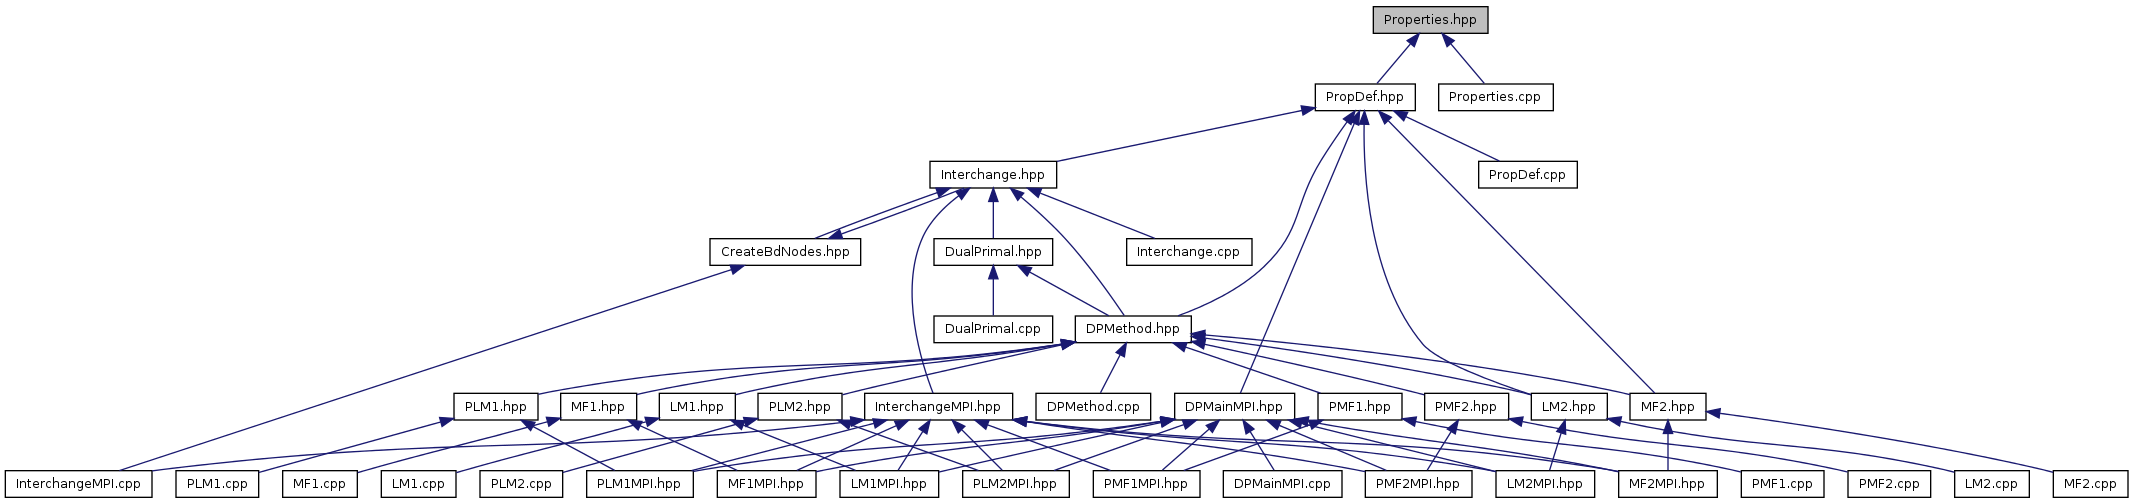 Properties.hpp
PropDef.hpp
Properties.cpp
Interchange.hpp
PropDef.cpp
CreateBdNodes.hpp
DualPrimal.hpp
Interchange.cpp
DualPrimal.cpp
DPMethod.hpp
PLM1.hpp
MF1.hpp
LM1.hpp
PLM2.hpp
InterchangeMPI.hpp
DPMethod.cpp
DPMainMPI.hpp
PMF1.hpp
PMF2.hpp
LM2.hpp
MF2.hpp
InterchangeMPI.cpp
PLM1.cpp
MF1.cpp
LM1.cpp
PLM2.cpp
PLM1MPI.hpp
MF1MPI.hpp
LM1MPI.hpp
PLM2MPI.hpp
PMF1MPI.hpp
DPMainMPI.cpp
PMF2MPI.hpp
LM2MPI.hpp
MF2MPI.hpp
PMF1.cpp
PMF2.cpp
LM2.cpp
MF2.cpp